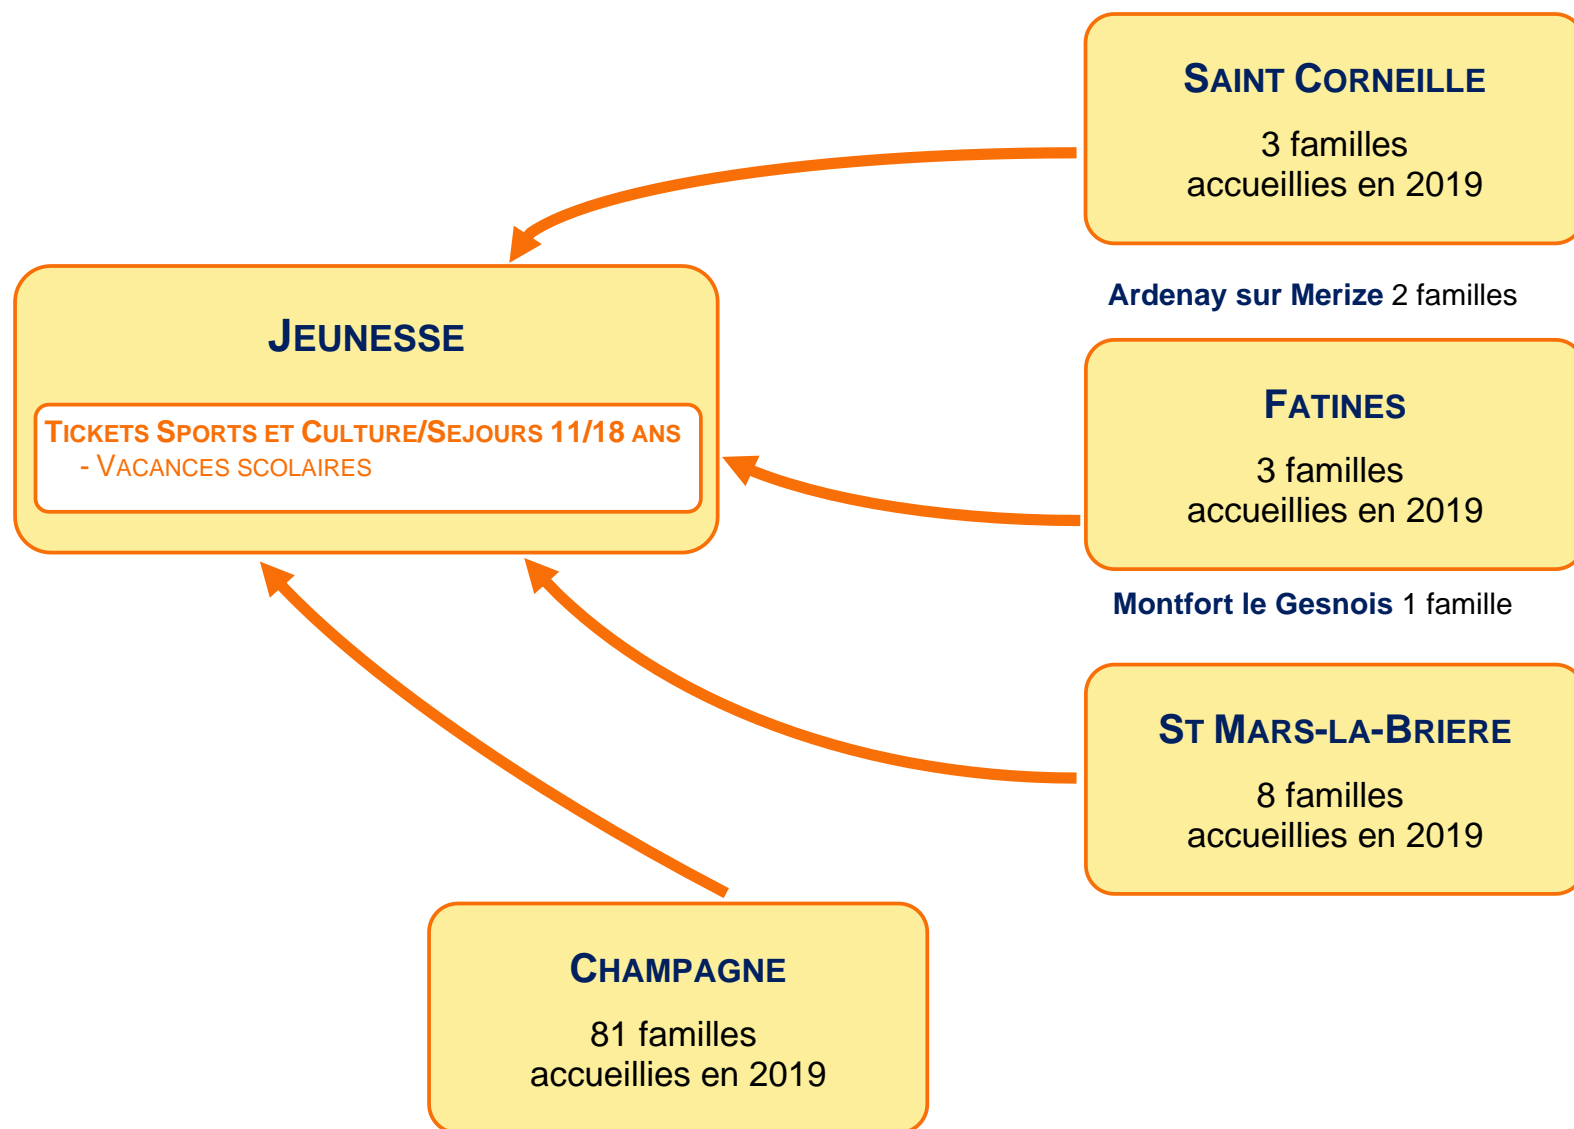 SAINT CORNEILLE
3 familles
accueillies en 2019
Ardenay sur Merize 2 familles
JEUNESSE
TICKETS SPORTS ET CULTURE/SEJOURS 11/18 ANS
- VACANCES SCOLAIRES
FATINES
3 familles
accueillies en 2019
Montfort le Gesnois 1 famille
ST MARS-LA-BRIERE
8 familles
accueillies en 2019
CHAMPAGNE
81 familles
accueillies en 2019